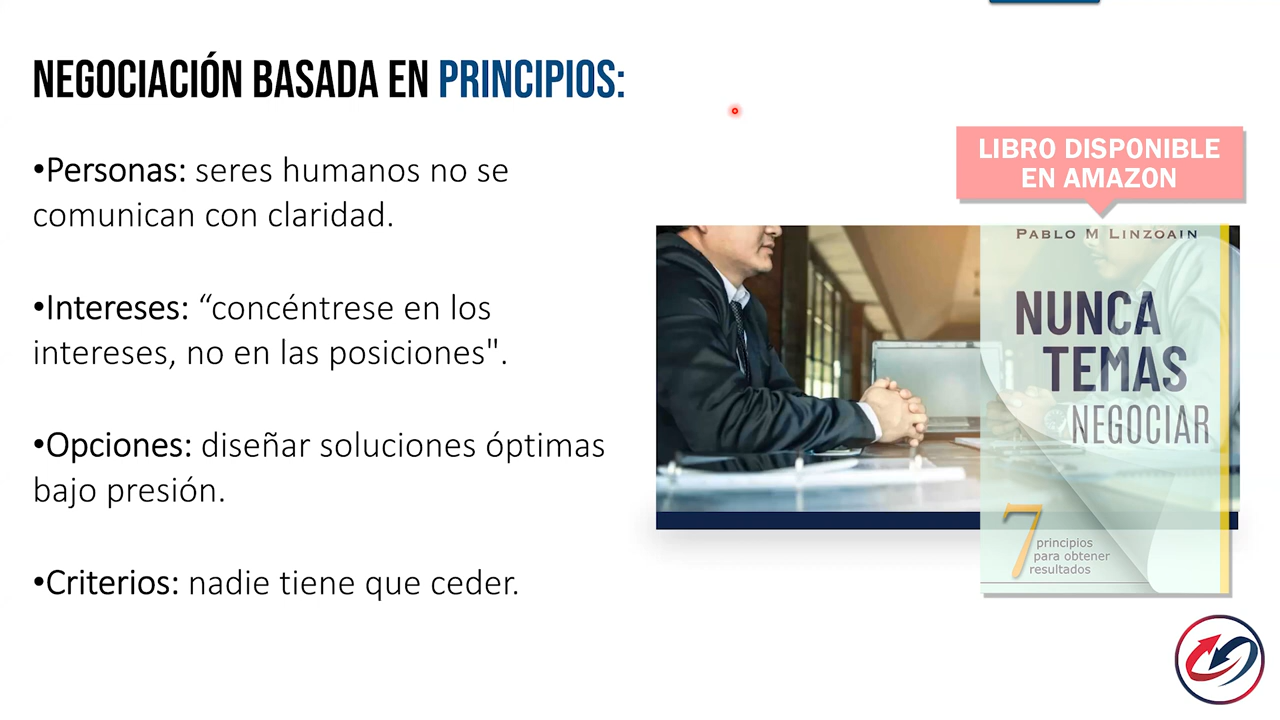 NEGOCIACIÓN BASADA EN PRINCIPIOS:
•Personas: seres humanos no se
comunican con claridad.
•Intereses: “concéntrese en los
intereses, no en las posiciones".
•Opciones: diseñar soluciones óptimas
bajo presión.
•Criterios: nadie tiene que ceder.
LIBRO DISPONIBLE
EN AMAZON
PABLO M LINZOAIN
NUNCA
TEMAS
NEGOCIAR
7
principios
para obtener
resultados